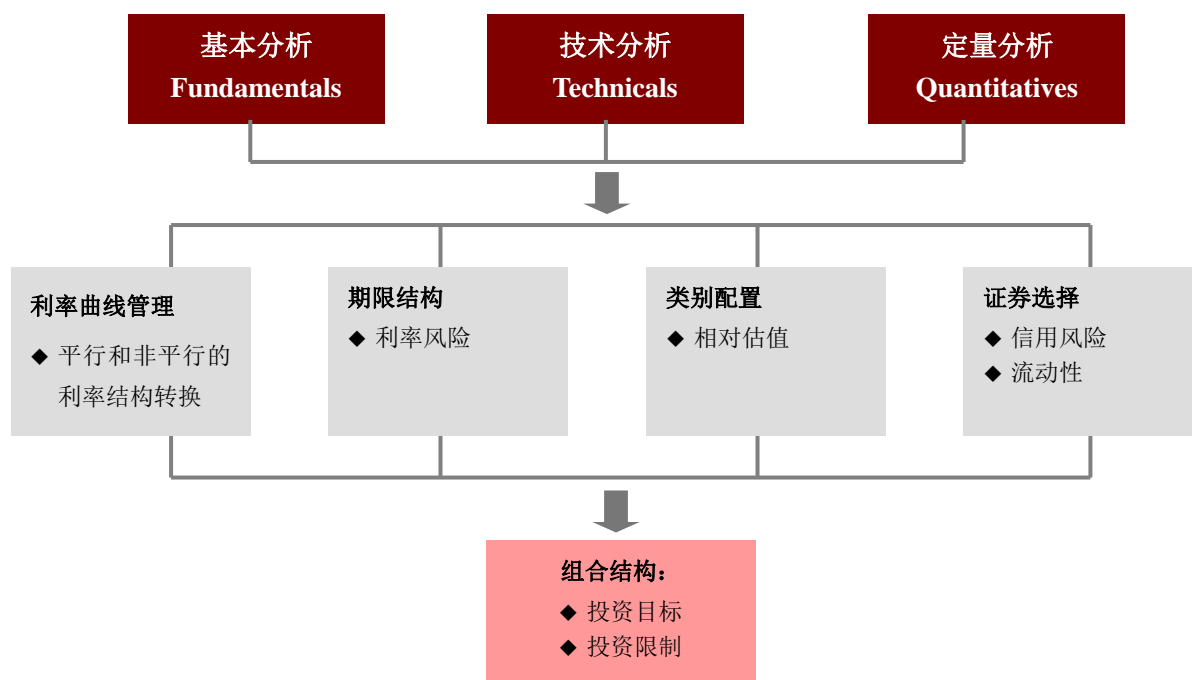 基本分析
Fundamentals
技术分析
Technicals
定量分析
Quantitatives
利率曲线管理
◆ 平行和非平行的
利率结构转换
期限结构
◆ 利率风险
类别配置
◆ 相对估值
证券选择
◆ 信用风险
◆ 流动性
组合结构：
◆ 投资目标
◆ 投资限制